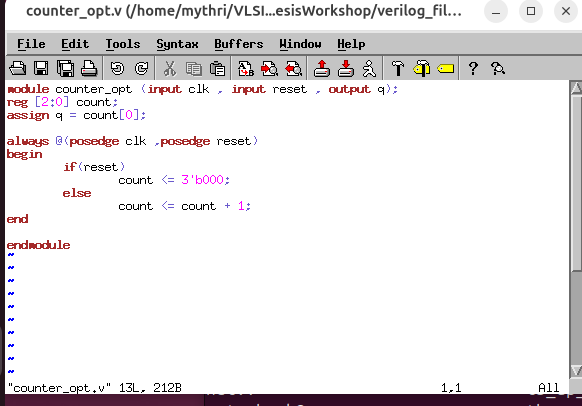 counter_opt.v (/home/mythri/VLSI...esisWorkshop/verilog_fil...
File Edit Tools Syntax Buffers Window Help
module counter_opt (input clk , input reset , output q);
reg [2:0] count;
assign q = count[0];
always @(posedge clk ,posedge reset)
begin
        if(reset)
                count <= 3'b000;
        else
                count <= count + 1;
end
endmodule
~
~
~
~
~
~
~
~
~
~
"counter_opt.v" 13L, 212B 1,1 All